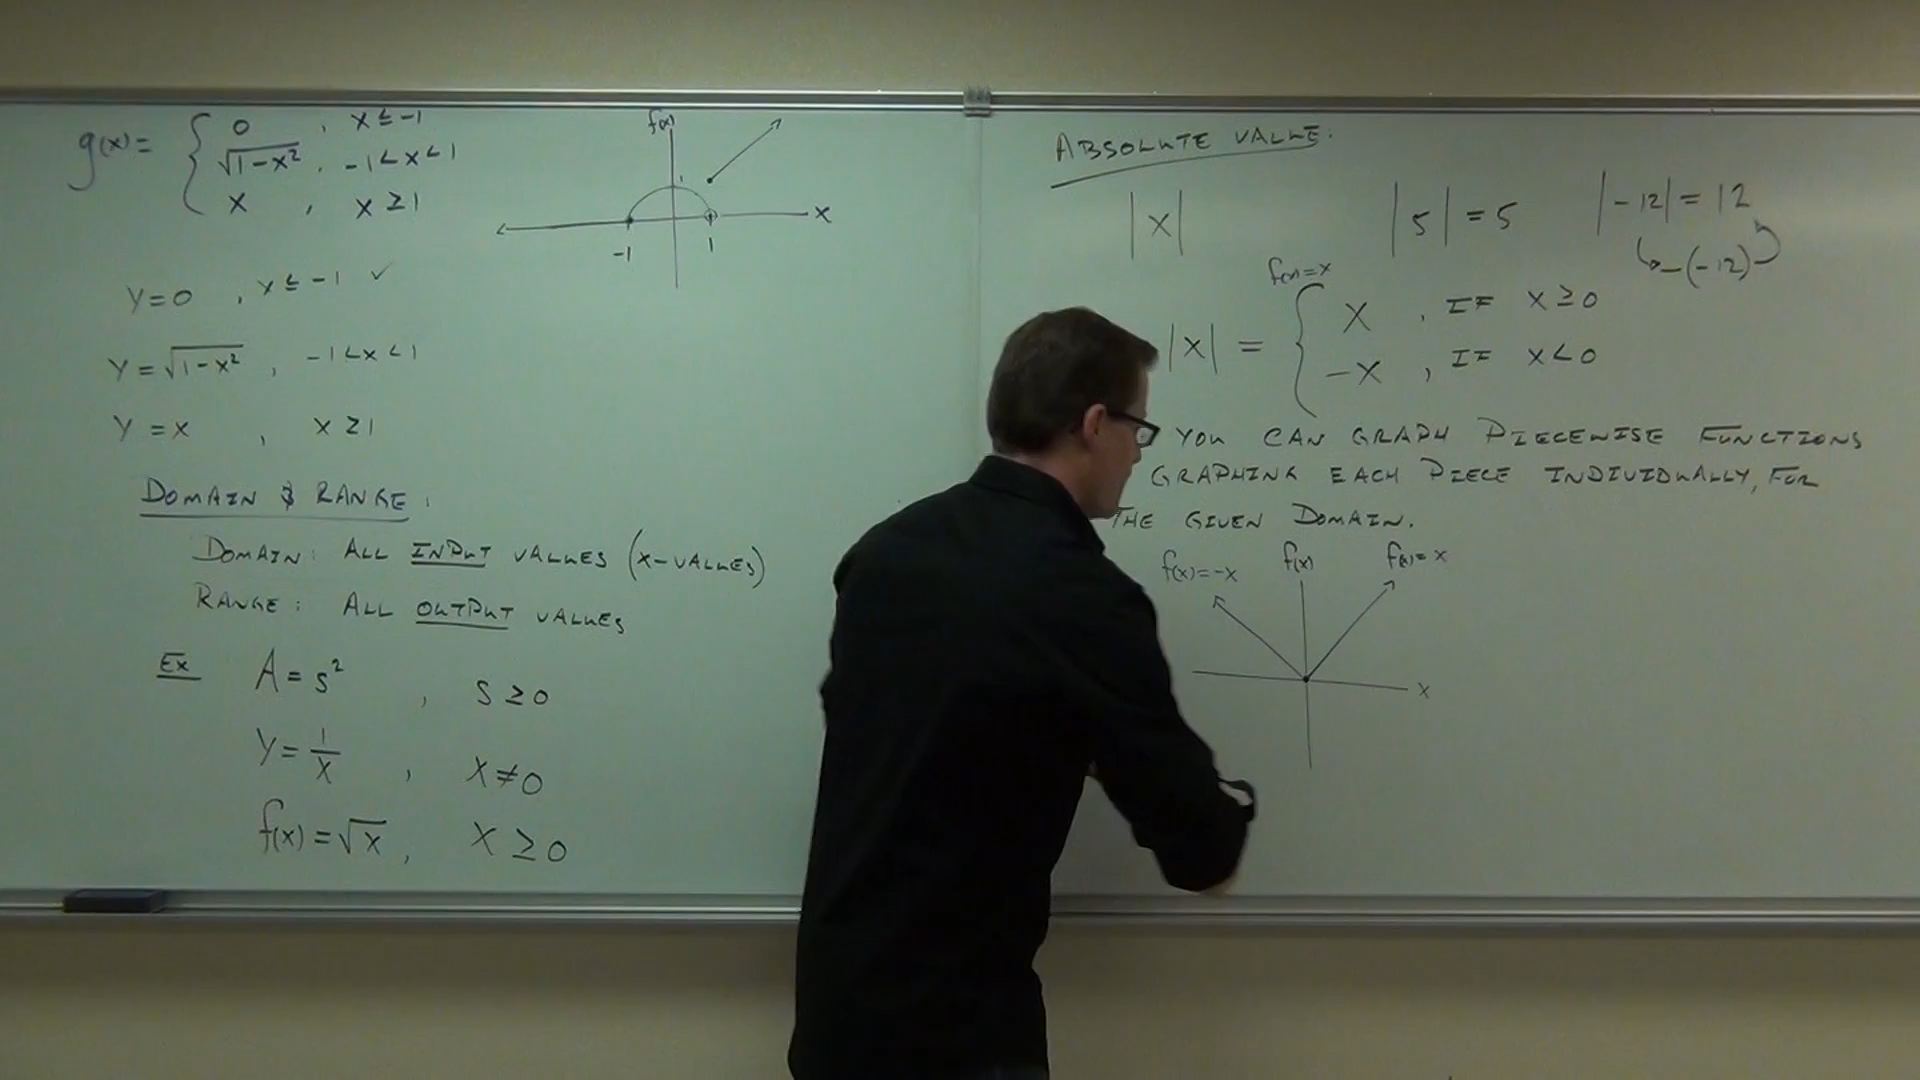 g(x) = { 0 , x ≤ -1
√1-x² , -1 < x < 1
x , x ≥ 1
f(x)
1
x
-1
1
y = 0 , x ≤ -1 ✓
y = √1-x² , -1 < x < 1
y = x , x ≥ 1
DOMAIN & RANGE:
DOMAIN: ALL INPUT VALUES (X-VALUES)
RANGE: ALL OUTPUT VALUES
Ex A = s² , s ≥ 0
y = 1/x , x ≠ 0
f(x) = √x , x ≥ 0
ABSOLUTE VALUE:
|x| |5| = 5 |-12| = 12
-(-12)
f(x) = x
|x| = { x , IF x ≥ 0
-x , IF x < 0
YOU CAN GRAPH PIECEWISE FUNCTIONS
GRAPHING EACH PIECE INDIVIDUALLY, FOR
THE GIVEN DOMAIN.
f(x) = -x f(x) f(x) = x
x